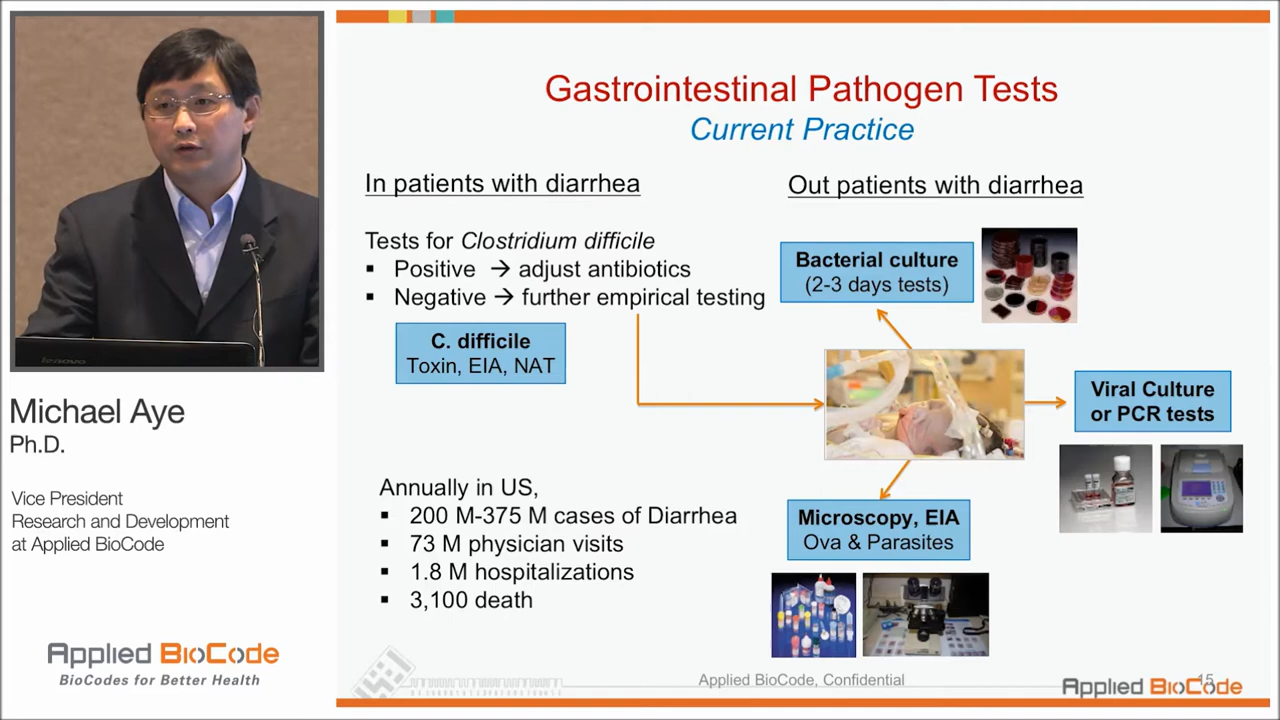 Gastrointestinal Pathogen Tests
Current Practice
In patients with diarrhea
Tests for Clostridium difficile
▪ Positive → adjust antibiotics
▪ Negative → further empirical testing
C. difficile
Toxin, EIA, NAT
Out patients with diarrhea
Bacterial culture
(2-3 days tests)
Viral Culture
or PCR tests
Microscopy, EIA
Ova & Parasites
Annually in US,
▪ 200 M-375 M cases of Diarrhea
▪ 73 M physician visits
▪ 1.8 M hospitalizations
▪ 3,100 death
Applied BioCode, Confidential
15
Applied BioCode
lenovo
Michael Aye
Ph.D.
Vice President
Research and Development
at Applied BioCode
Applied BioCode
BioCodes for Better Health